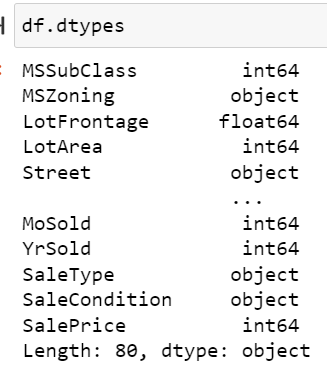 df.dtypes
MSSubClass int64
MSZoning object
LotFrontage float64
LotArea int64
Street object
...
MoSold int64
YrSold int64
SaleType object
SaleCondition object
SalePrice int64
Length: 80, dtype: object